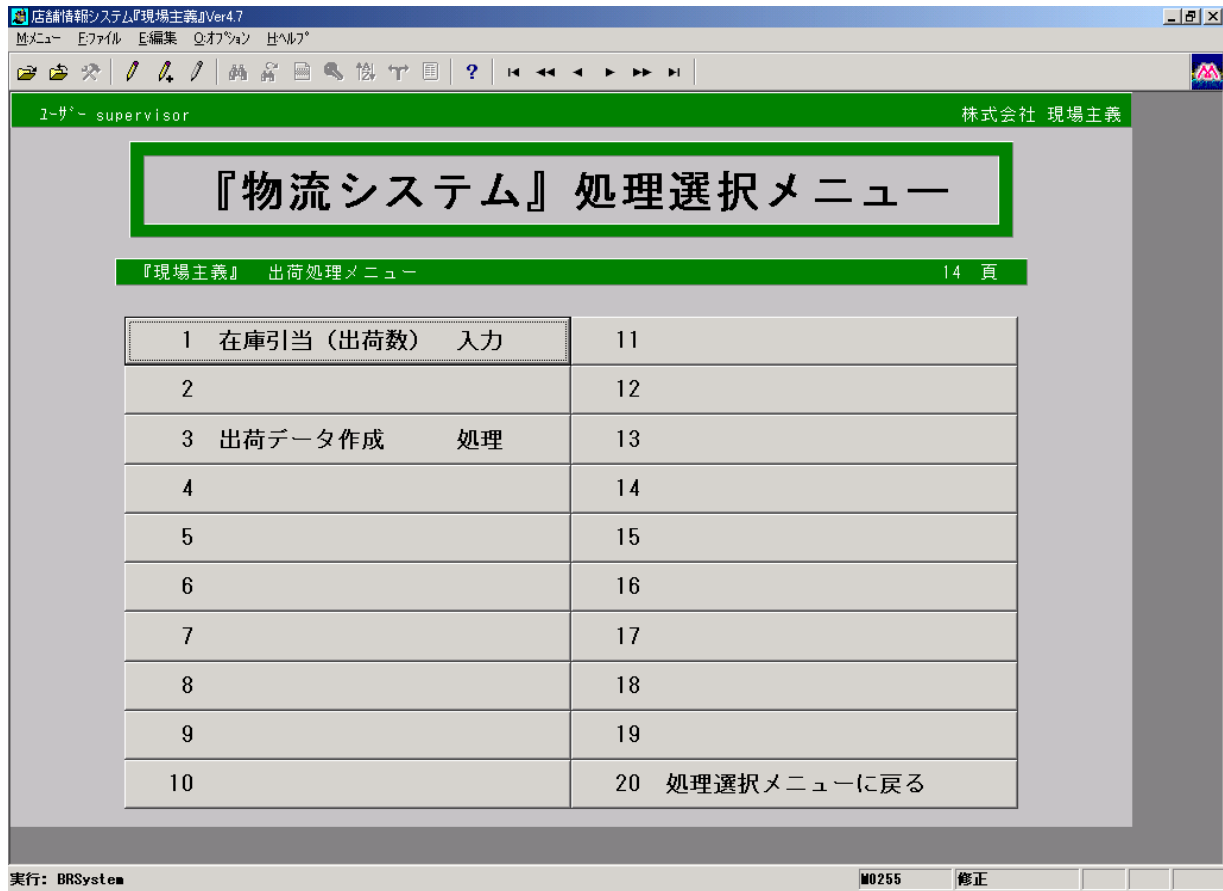 店舗情報システム『現場主義』Ver4.7
M:メニュー F:ファイル E:編集 O:オプション H:ヘルプ
?
ユーザー supervisor 株式会社 現場主義
『物流システム』処理選択メニュー
『現場主義』 出荷処理メニュー 14 頁
1 在庫引当（出荷数） 入力 11
2 12
3 出荷データ作成 処理 13
4 14
5 15
6 16
7 17
8 18
9 19
10 20 処理選択メニューに戻る
実行: BRSystem M0255 修正